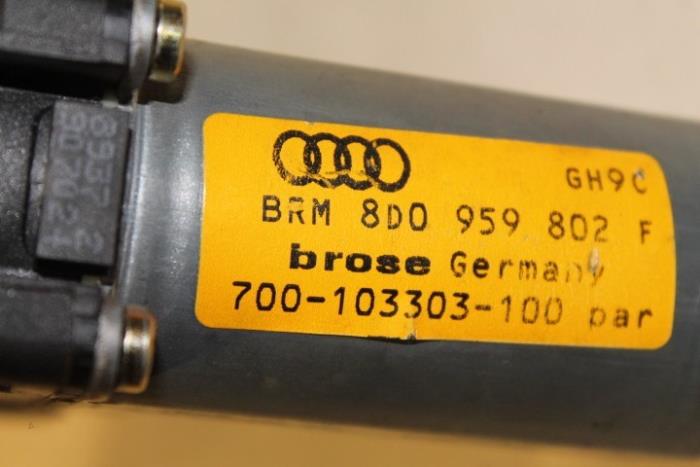 GH9C
BRM 8D0 959 802 F
brose Germany
700-103303-100 par